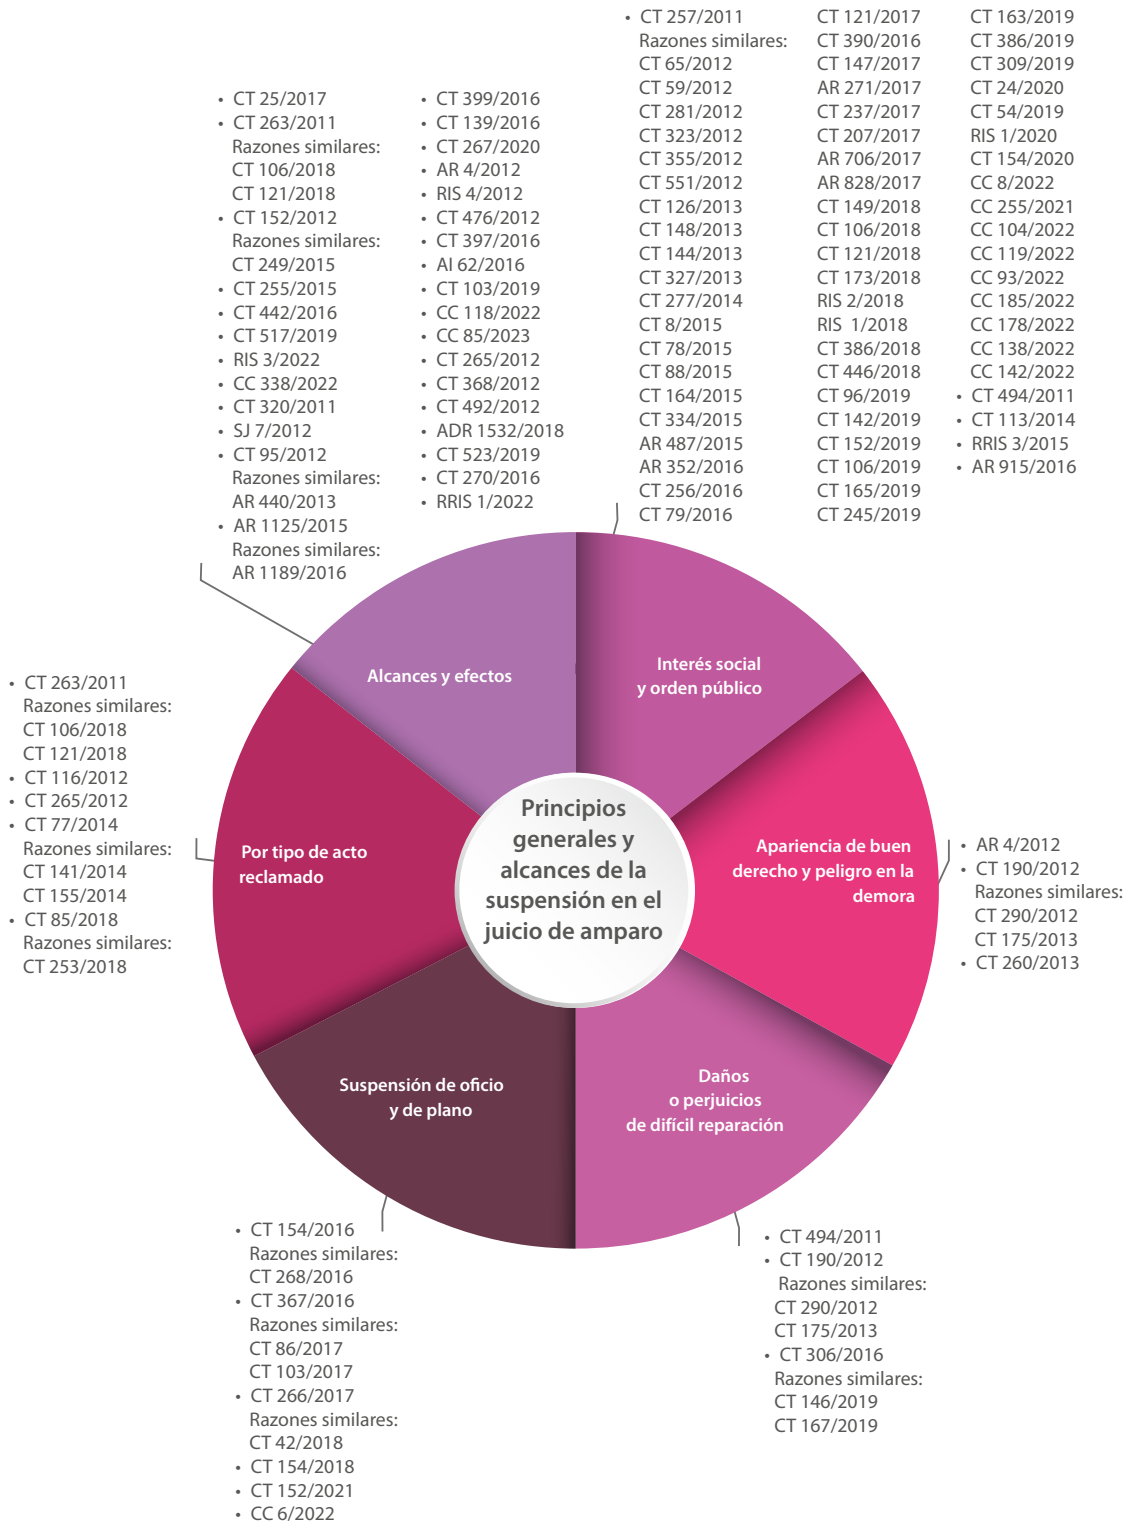 • CT 257/2011
Razones similares:
CT 65/2012
CT 59/2012
CT 281/2012
CT 323/2012
CT 355/2012
CT 551/2012
CT 126/2013
CT 148/2013
CT 144/2013
CT 327/2013
CT 277/2014
CT 8/2015
CT 78/2015
CT 88/2015
CT 164/2015
CT 334/2015
AR 487/2015
AR 352/2016
CT 256/2016
CT 79/2016
CT 121/2017
CT 390/2016
CT 147/2017
AR 271/2017
CT 237/2017
CT 207/2017
AR 706/2017
AR 828/2017
CT 149/2018
CT 106/2018
CT 121/2018
CT 173/2018
RIS 2/2018
RIS 1/2018
CT 386/2018
CT 446/2018
CT 96/2019
CT 142/2019
CT 152/2019
CT 106/2019
CT 165/2019
CT 245/2019
CT 163/2019
CT 386/2019
CT 309/2019
CT 24/2020
CT 54/2019
RIS 1/2020
CT 154/2020
CC 8/2022
CC 255/2021
CC 104/2022
CC 119/2022
CC 93/2022
CC 185/2022
CC 178/2022
CC 138/2022
CC 142/2022
• CT 494/2011
• CT 113/2014
• RRIS 3/2015
• AR 915/2016
• CT 25/2017
• CT 263/2011
Razones similares:
CT 106/2018
CT 121/2018
• CT 152/2012
Razones similares:
CT 249/2015
• CT 255/2015
• CT 442/2016
• CT 517/2019
• RIS 3/2022
• CC 338/2022
• CT 320/2011
• SJ 7/2012
• CT 95/2012
Razones similares:
AR 440/2013
• AR 1125/2015
Razones similares:
AR 1189/2016
• CT 399/2016
• CT 139/2016
• CT 267/2020
• AR 4/2012
• RIS 4/2012
• CT 476/2012
• CT 397/2016
• AI 62/2016
• CT 103/2019
• CC 118/2022
• CC 85/2023
• CT 265/2012
• CT 368/2012
• CT 492/2012
• ADR 1532/2018
• CT 523/2019
• CT 270/2016
• RRIS 1/2022
Alcances y efectos
Interés social
y orden público
• CT 263/2011
Razones similares:
CT 106/2018
CT 121/2018
• CT 116/2012
• CT 265/2012
• CT 77/2014
Razones similares:
CT 141/2014
CT 155/2014
• CT 85/2018
Razones similares:
CT 253/2018
Por tipo de acto
reclamado
Principios
generales y
alcances de la
suspensión en el
juicio de amparo
Apariencia de buen
derecho y peligro en la
demora
• AR 4/2012
• CT 190/2012
Razones similares:
CT 290/2012
CT 175/2013
• CT 260/2013
Suspensión de oficio
y de plano
Daños
o perjuicios
de difícil reparación
• CT 154/2016
Razones similares:
CT 268/2016
• CT 367/2016
Razones similares:
CT 86/2017
CT 103/2017
• CT 266/2017
Razones similares:
CT 42/2018
• CT 154/2018
• CT 152/2021
• CC 6/2022
• CT 494/2011
• CT 190/2012
Razones similares:
CT 290/2012
CT 175/2013
• CT 306/2016
Razones similares:
CT 146/2019
CT 167/2019